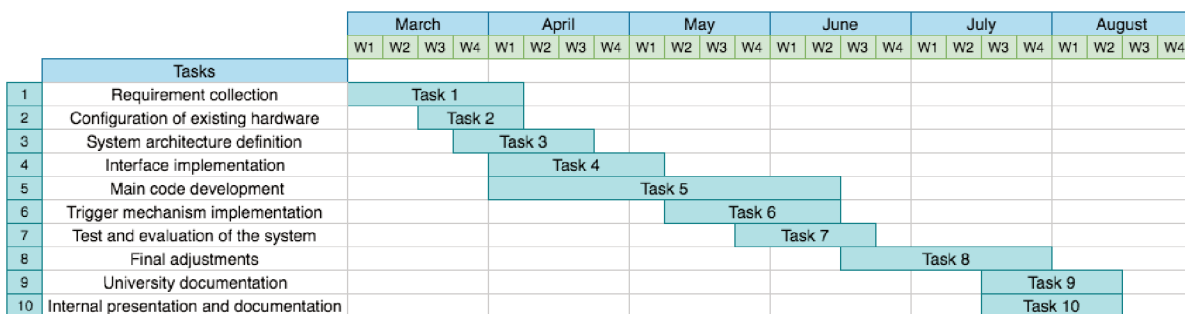 March April May June July August
W1 W2 W3 W4 W1 W2 W3 W4 W1 W2 W3 W4 W1 W2 W3 W4 W1 W2 W3 W4 W1 W2 W3 W4
Tasks
1 Requirement collection Task 1
2 Configuration of existing hardware Task 2
3 System architecture definition Task 3
4 Interface implementation Task 4
5 Main code development Task 5
6 Trigger mechanism implementation Task 6
7 Test and evaluation of the system Task 7
8 Final adjustments Task 8
9 University documentation Task 9
10 Internal presentation and documentation Task 10